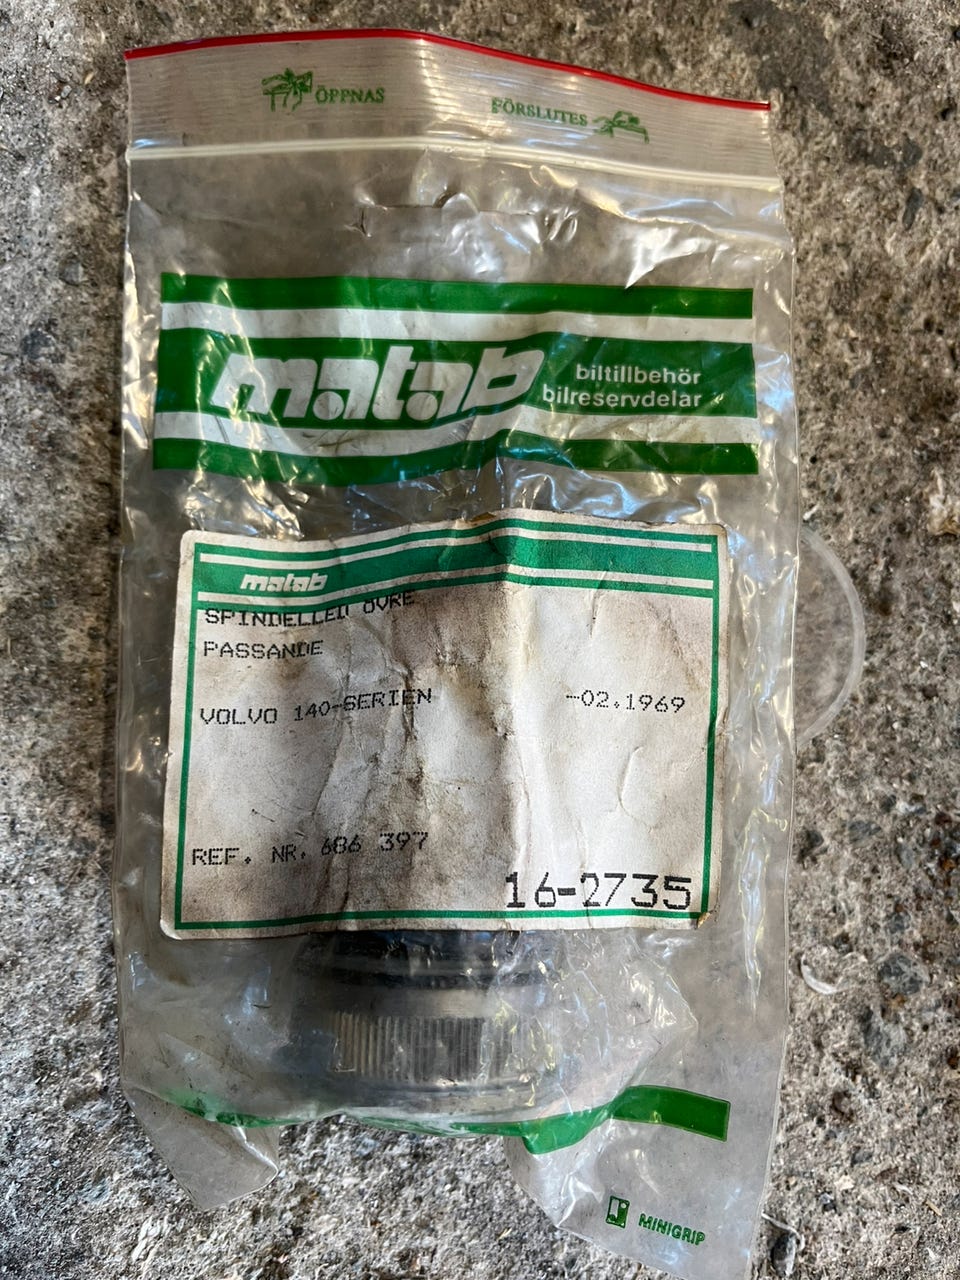 ÖPPNAS
FÖRSLUTES
matab
biltillbehör
bilreservdelar
matab
SPINDELLED ÖVRE
PASSANDE
VOLVO 140-SERIEN -02.1969
REF. NR. 686 397
16-2735
MINIGRIP